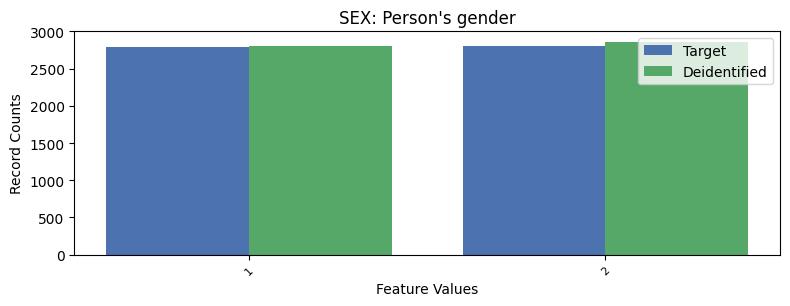 SEX: Person's gender
Target
Deidentified
Record Counts
3000
2500
2000
1500
1000
500
0
1
2
Feature Values